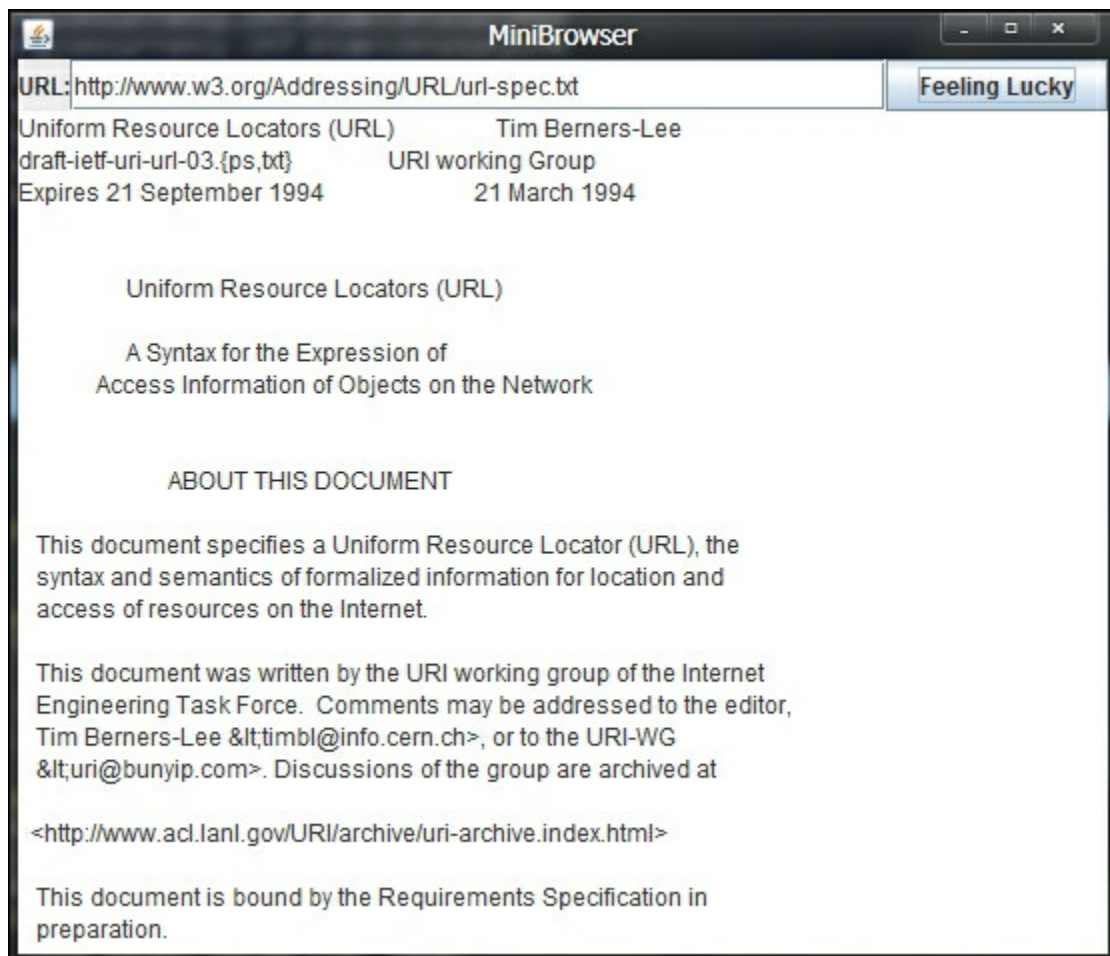 MiniBrowser
URL: http://www.w3.org/Addressing/URL/url-spec.txt Feeling Lucky
Uniform Resource Locators (URL) Tim Berners-Lee
draft-ietf-uri-url-03.{ps,txt} URI working Group
Expires 21 September 1994 21 March 1994
Uniform Resource Locators (URL)
A Syntax for the Expression of
Access Information of Objects on the Network
ABOUT THIS DOCUMENT
This document specifies a Uniform Resource Locator (URL), the
syntax and semantics of formalized information for location and
access of resources on the Internet.
This document was written by the URI working group of the Internet
Engineering Task Force.  Comments may be addressed to the editor,
Tim Berners-Lee &lt;timbl@info.cern.ch>, or to the URI-WG
&lt;uri@bunyip.com>. Discussions of the group are archived at
<http://www.acl.lanl.gov/URI/archive/uri-archive.index.html>
This document is bound by the Requirements Specification in
preparation.